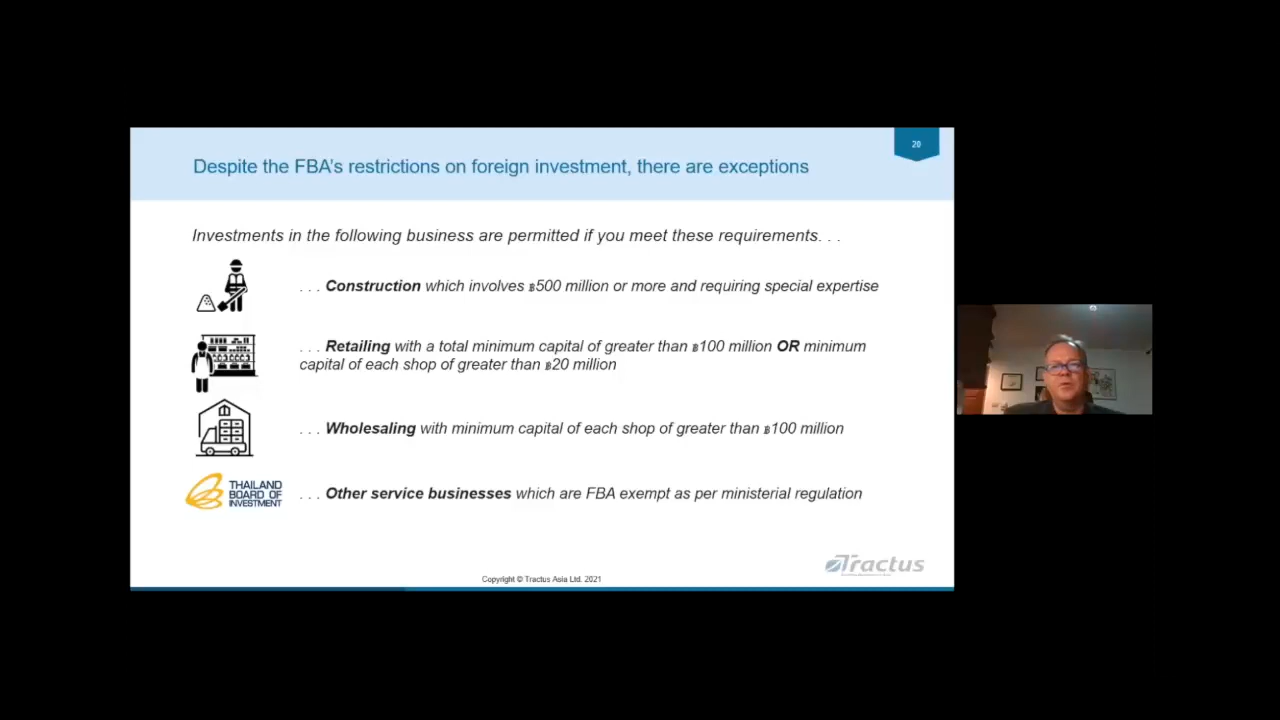 20
Despite the FBA's restrictions on foreign investment, there are exceptions
Investments in the following business are permitted if you meet these requirements. . .
. . . Construction which involves ฿500 million or more and requiring special expertise
. . . Retailing with a total minimum capital of greater than ฿100 million OR minimum
capital of each shop of greater than ฿20 million
. . . Wholesaling with minimum capital of each shop of greater than ฿100 million
THAILAND
BOARD OF
INVESTMENT
. . . Other service businesses which are FBA exempt as per ministerial regulation
Tractus
Copyright © Tractus Asia Ltd. 2021